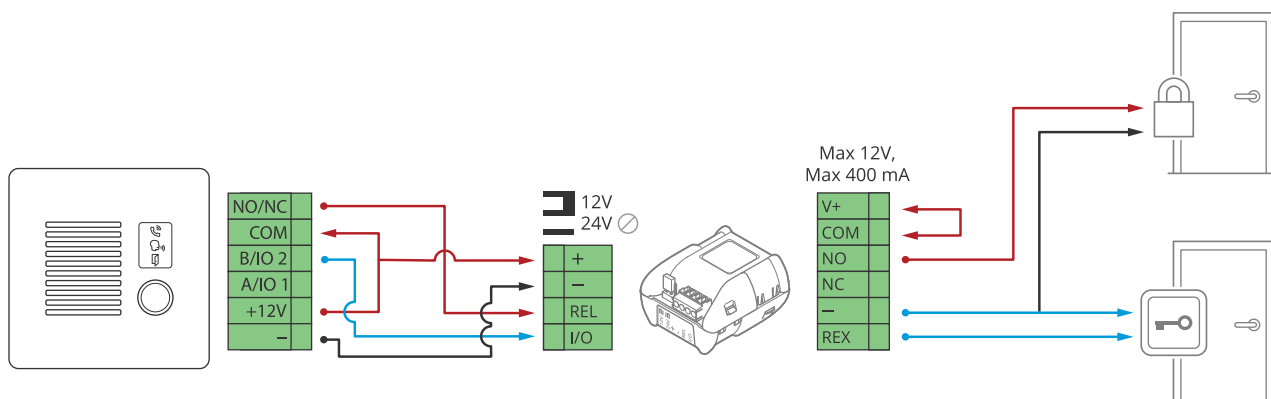 NO/NC
COM
B/IO 2
A/IO 1
+12V
−
12V
24V
+
−
REL
I/O
Max 12V,
Max 400 mA
V+
COM
NO
NC
−
REX